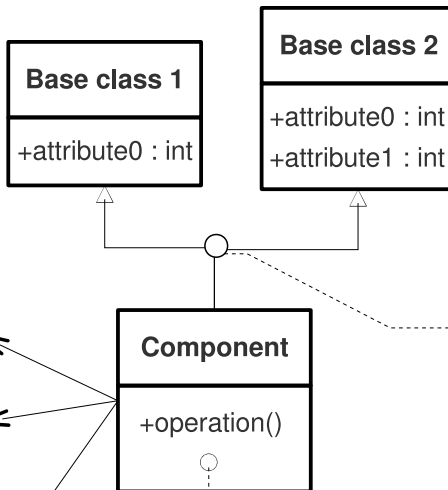 Base class 1
+attribute0 : int
Base class 2
+attribute0 : int
+attribute1 : int
Component
+operation()